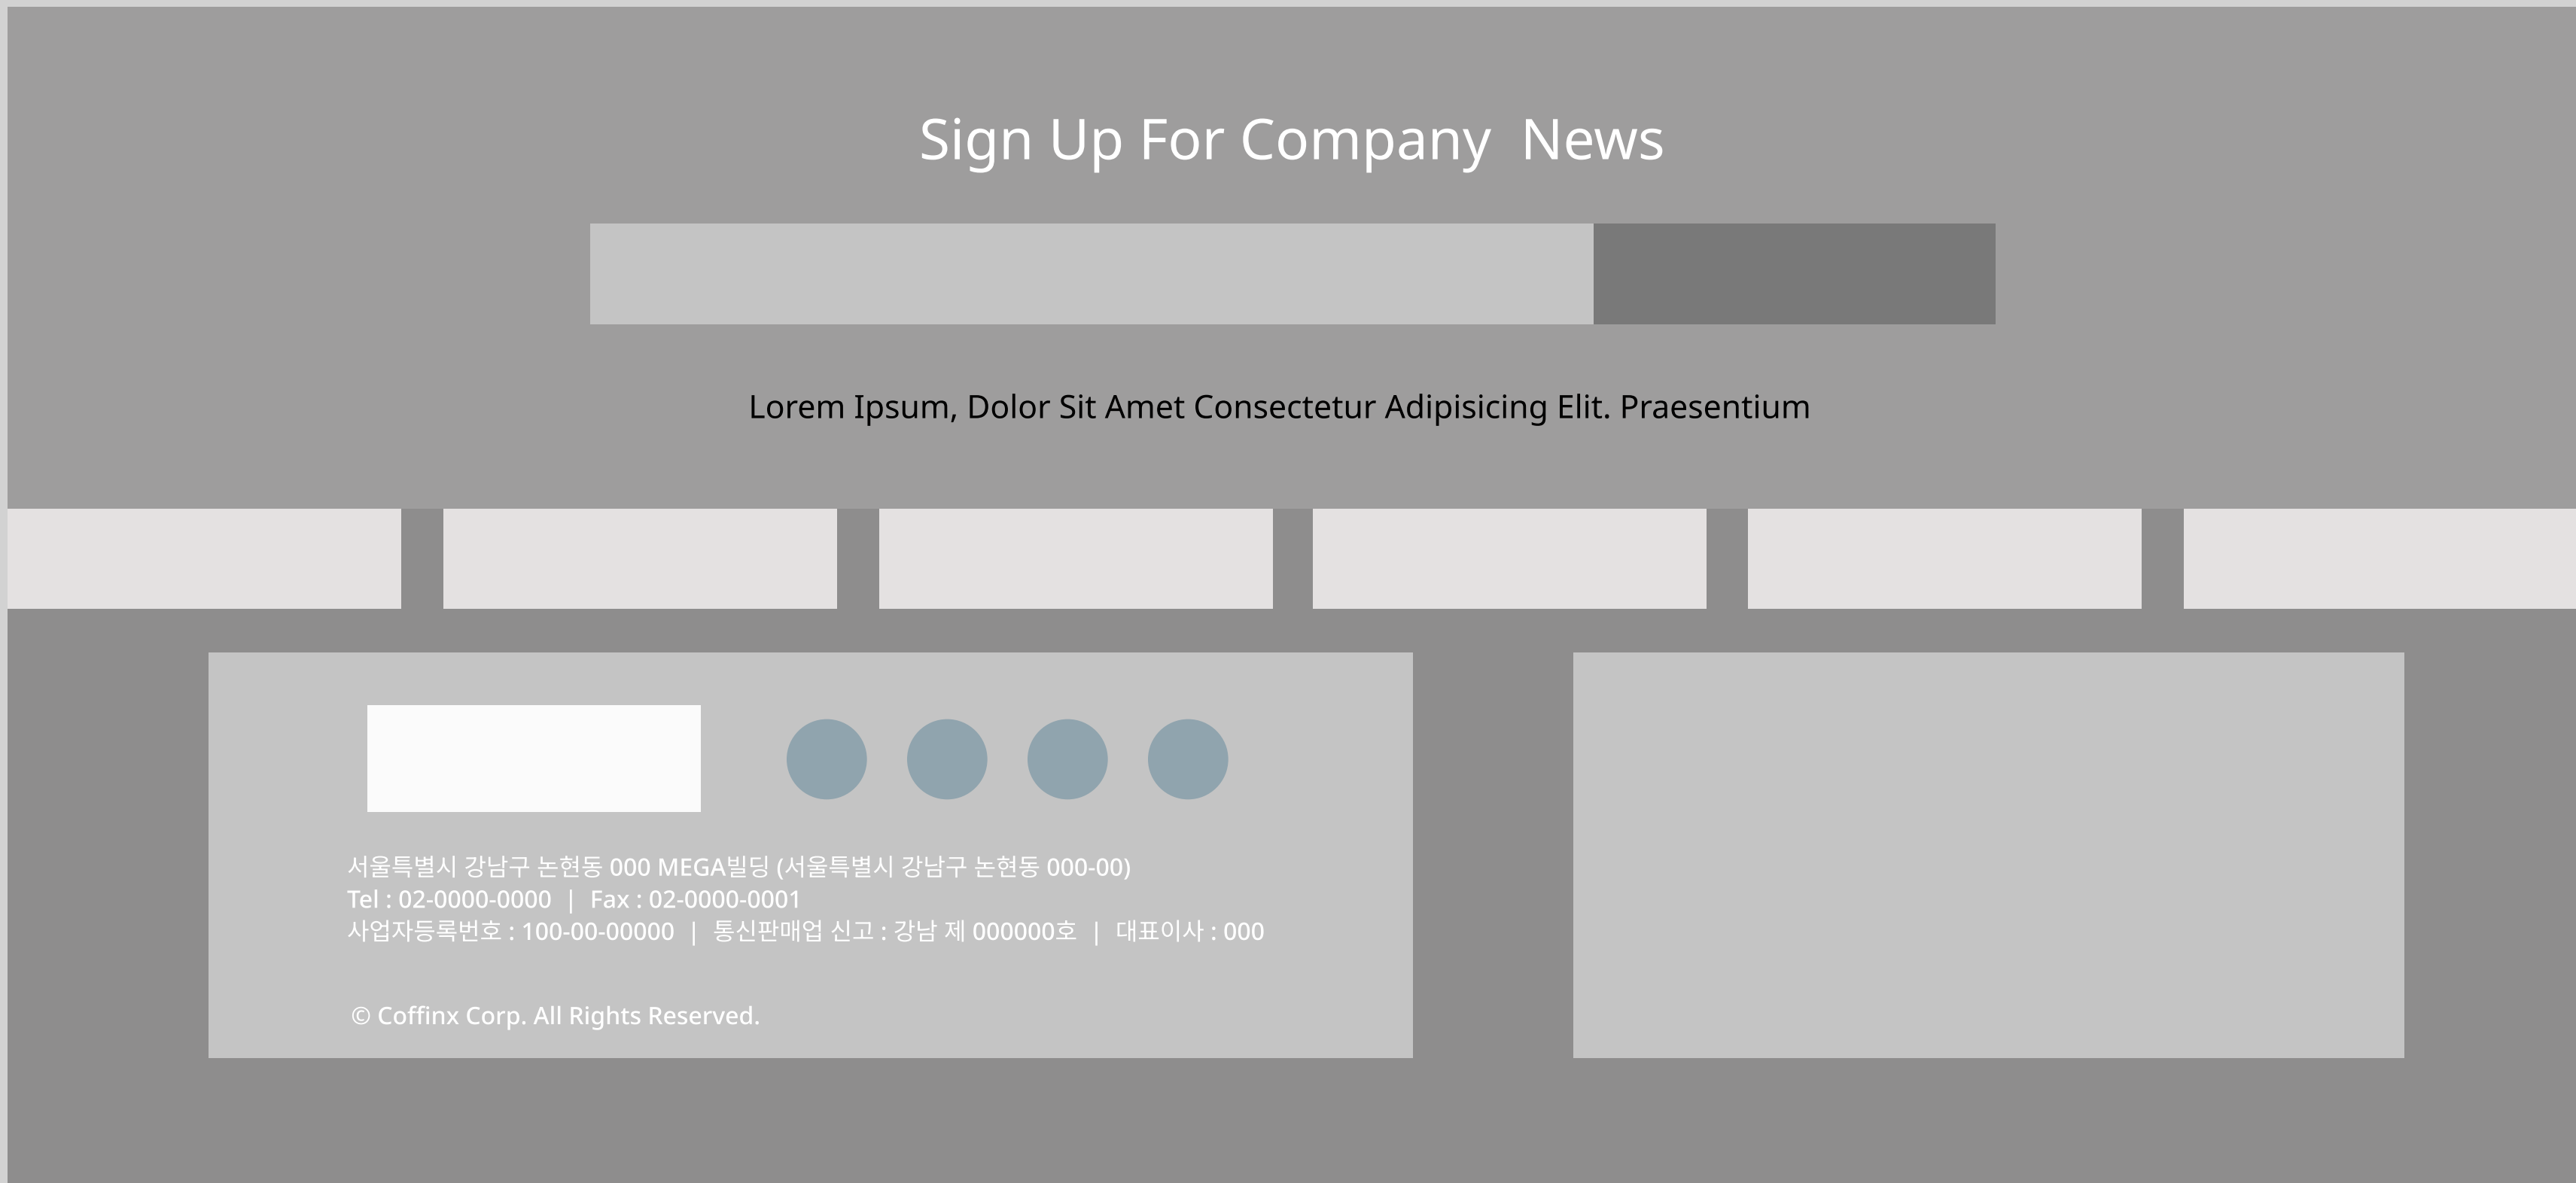 Sign Up For Company  News
Lorem Ipsum, Dolor Sit Amet Consectetur Adipisicing Elit. Praesentium
서울특별시 강남구 논현동 000 MEGA빌딩 (서울특별시 강남구 논현동 000-00)
Tel : 02-0000-0000  |  Fax : 02-0000-0001
사업자등록번호 : 100-00-00000  |  통신판매업 신고 : 강남 제 000000호  |  대표이사 : 000
© Coffinx Corp. All Rights Reserved.